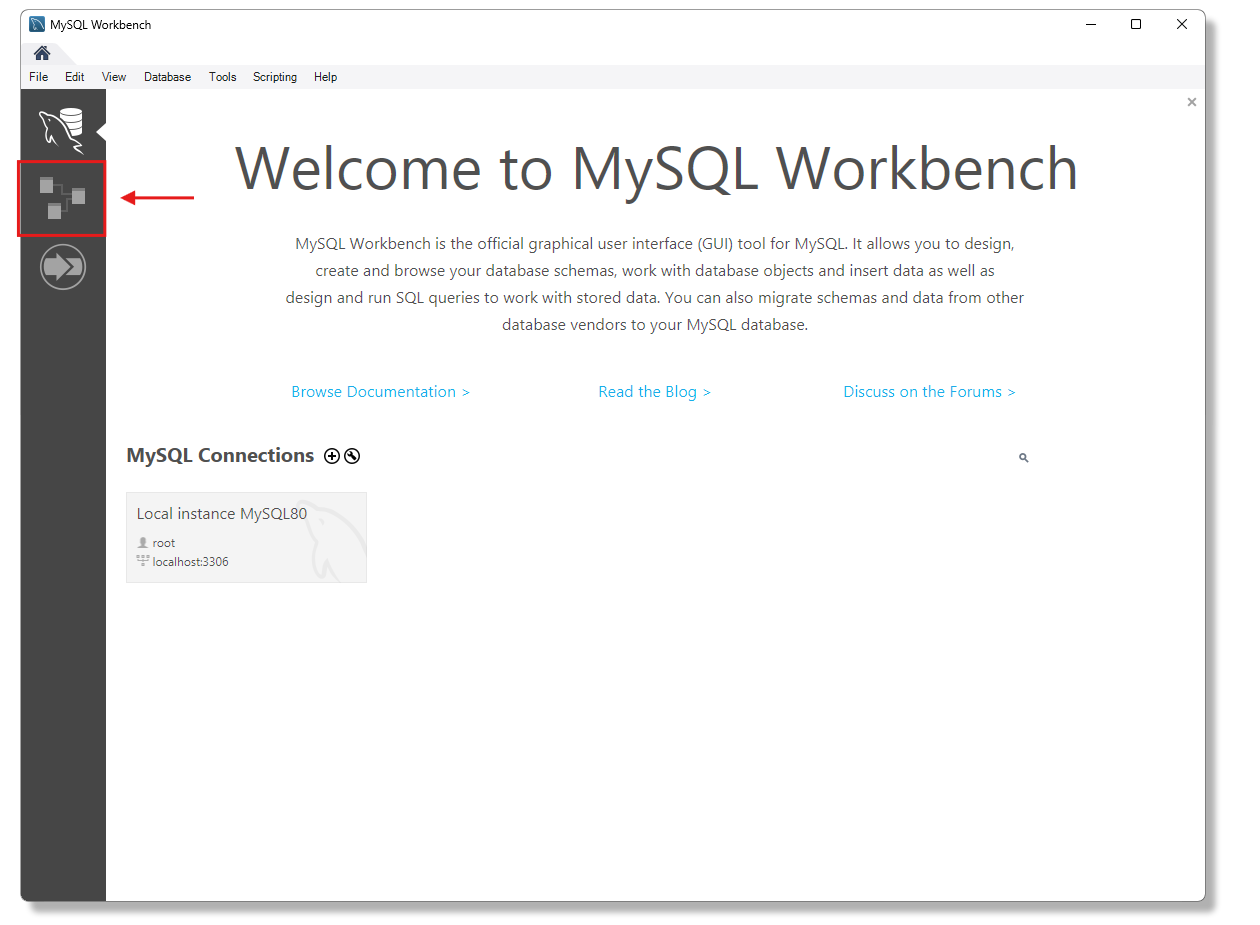 MySQL Workbench
File Edit View Database Tools Scripting Help
Welcome to MySQL Workbench
MySQL Workbench is the official graphical user interface (GUI) tool for MySQL. It allows you to design,
create and browse your database schemas, work with database objects and insert data as well as
design and run SQL queries to work with stored data. You can also migrate schemas and data from other
database vendors to your MySQL database.
Browse Documentation > Read the Blog > Discuss on the Forums >
MySQL Connections
Local instance MySQL80
root
localhost:3306